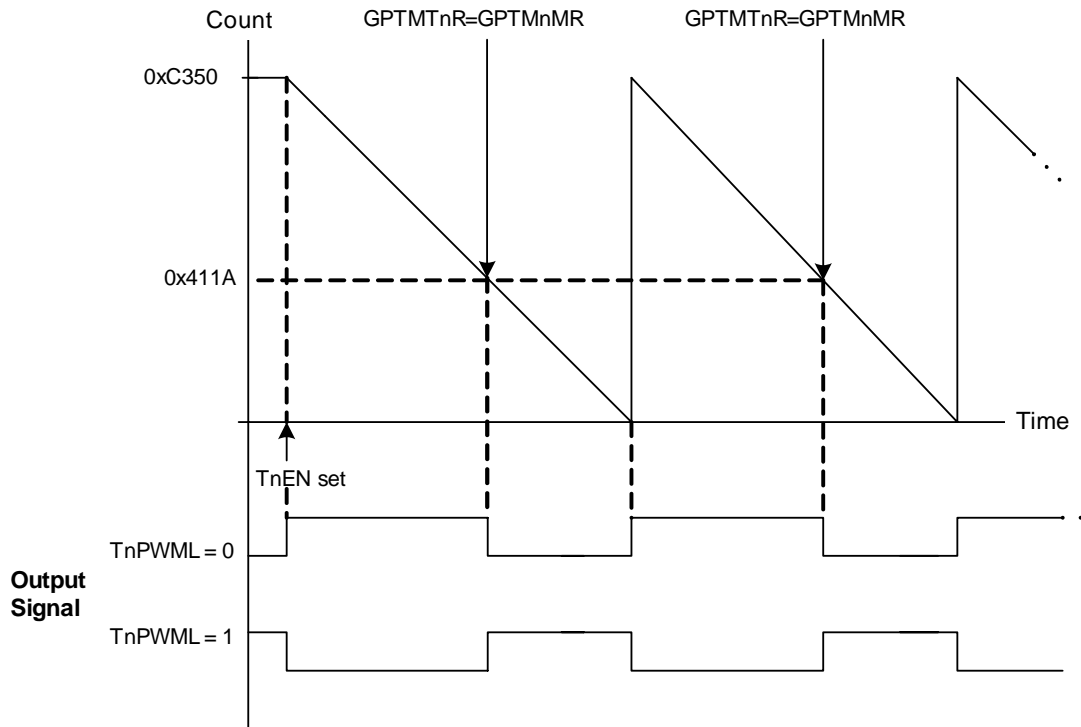 Count
GPTMTnR=GPTMnMR
GPTMTnR=GPTMnMR
0xC350
0x411A
Time
TnEN set
TnPWML = 0
Output
Signal
TnPWML = 1